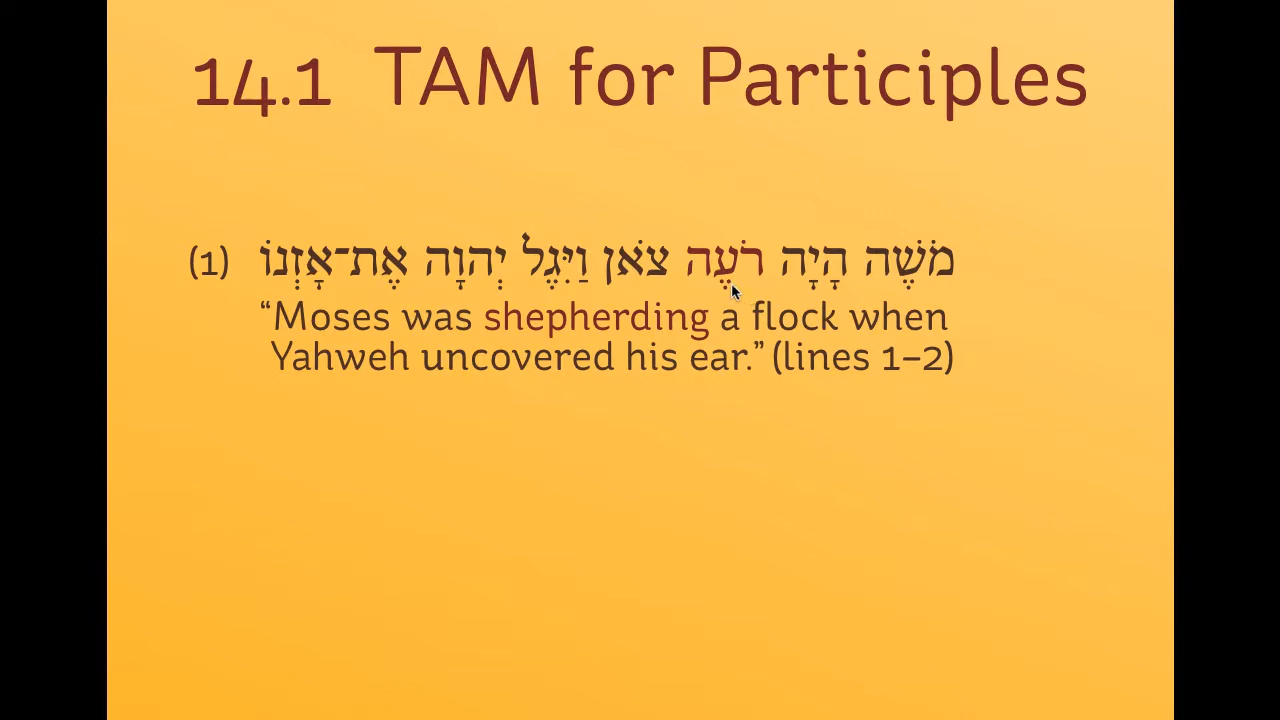 14.1 TAM for Participles
(1) מֹשֶׁה הָיָה רֹעֶה צֹאן וַיִּגֶל יְהוָה אֶת־אָזְנוֹ
“Moses was shepherding a flock when
Yahweh uncovered his ear.” (lines 1–2)